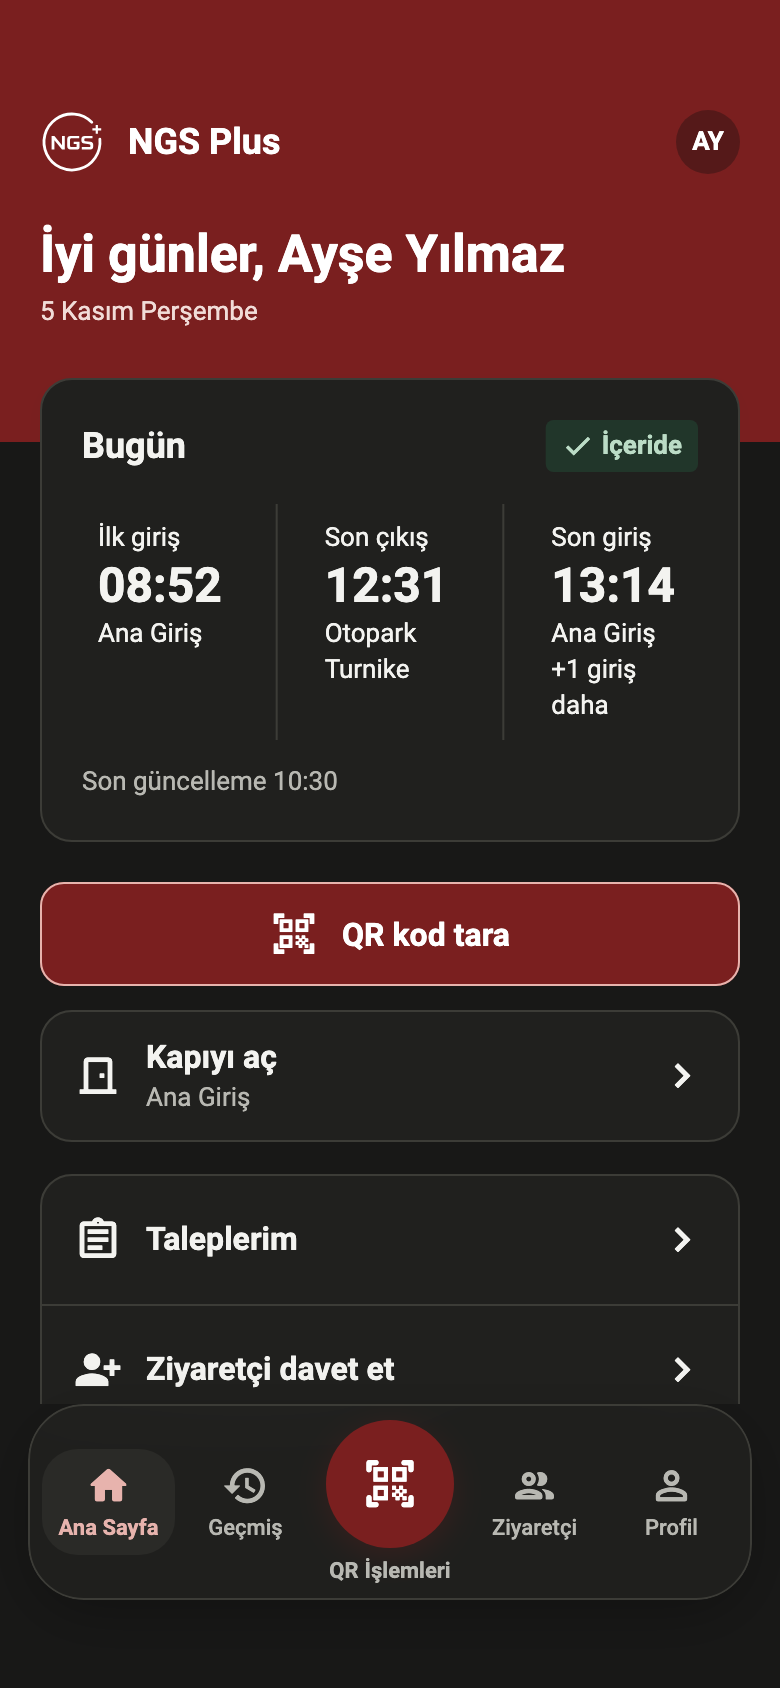 NGS+
NGS Plus
AY
İyi günler, Ayşe Yılmaz
5 Kasım Perşembe
Bugün
İçeride
İlk giriş
08:52
Ana Giriş
Son çıkış
12:31
Otopark
Turnike
Son giriş
13:14
Ana Giriş
+1 giriş
daha
Son güncelleme 10:30
QR kod tara
Kapıyı aç
Ana Giriş
Taleplerim
Ziyaretçi davet et
Ana Sayfa
Geçmiş
QR İşlemleri
Ziyaretçi
Profil